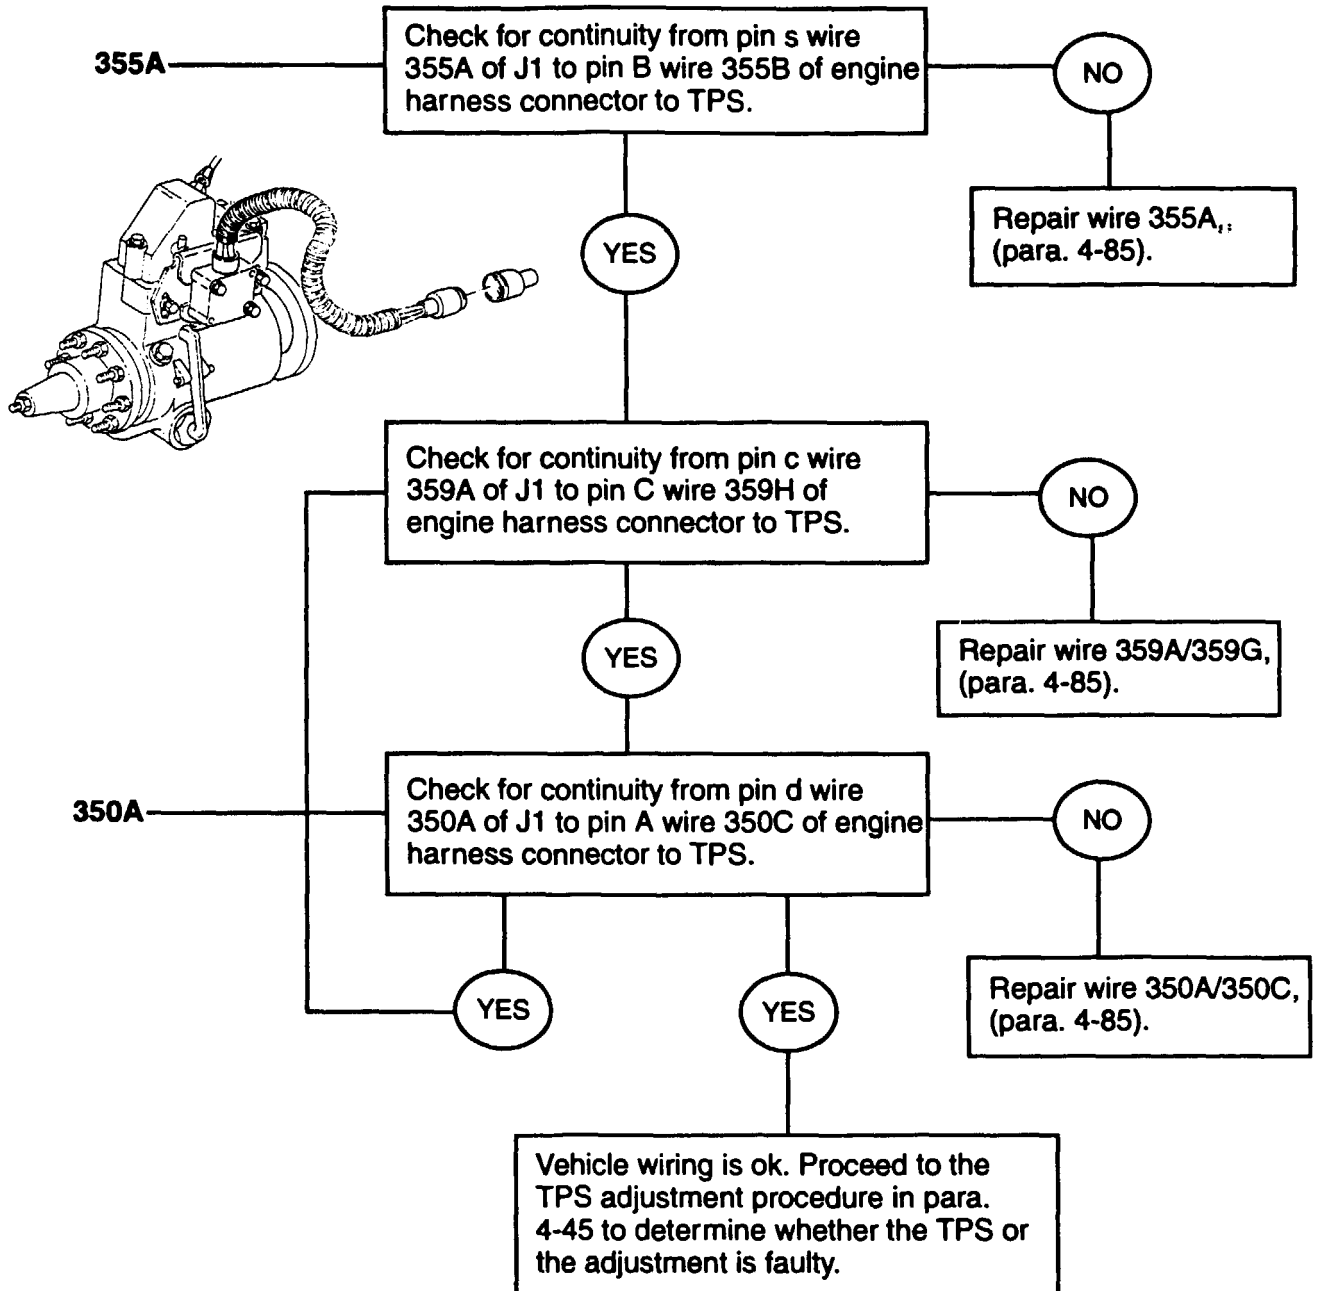 355A
Check for continuity from pin s wire
355A of J1 to pin B wire 355B of engine
harness connector to TPS.
NO
Repair wire 355A,
(para. 4-85).
YES
Check for continuity from pin c wire
359A of J1 to pin C wire 359H of
engine harness connector to TPS.
NO
Repair wire 359A/359G,
(para. 4-85).
YES
350A
Check for continuity from pin d wire
350A of J1 to pin A wire 350C of engine
harness connector to TPS.
NO
Repair wire 350A/350C,
(para. 4-85).
YES
YES
Vehicle wiring is ok. Proceed to the
TPS adjustment procedure in para.
4-45 to determine whether the TPS or
the adjustment is faulty.